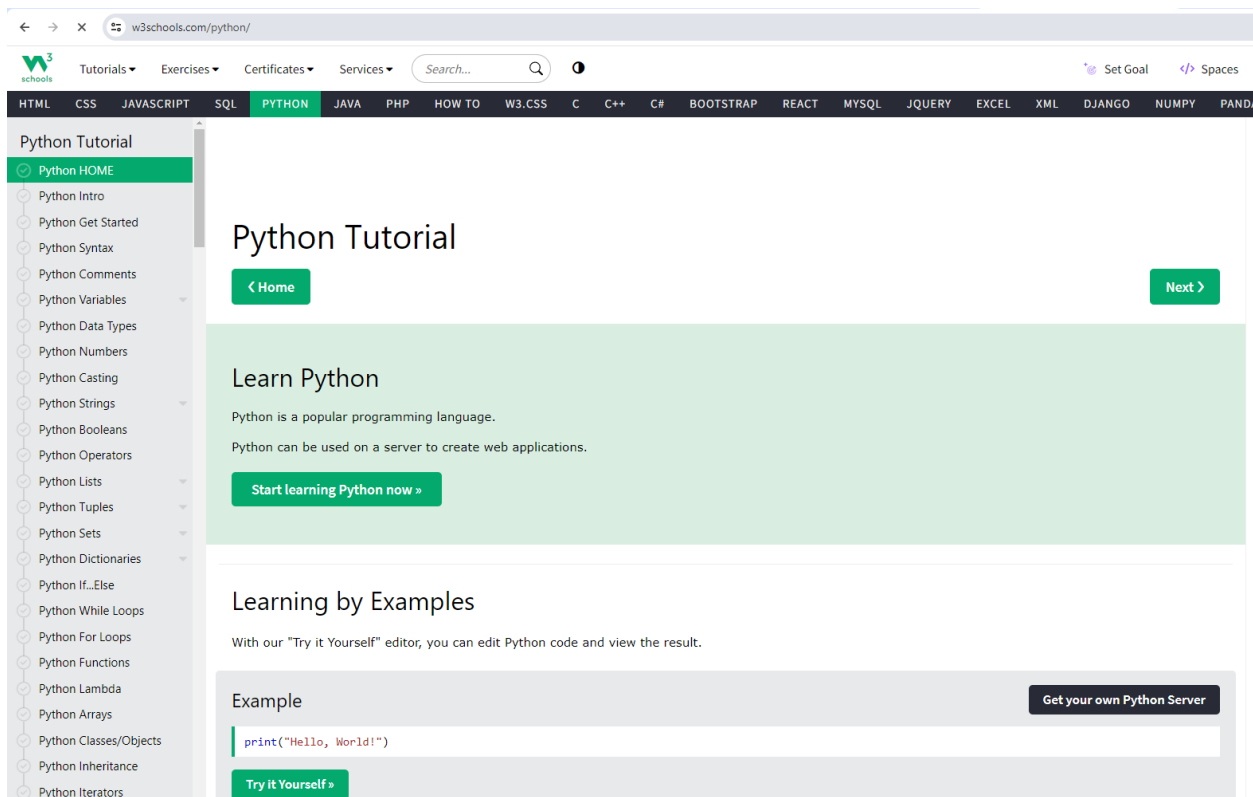 w3schools.com/python/
W3 schools Tutorials Exercises Certificates Services Search... Set Goal </> Spaces
HTML CSS JAVASCRIPT SQL PYTHON JAVA PHP HOW TO W3.CSS C C++ C# BOOTSTRAP REACT MYSQL JQUERY EXCEL XML DJANGO NUMPY PANDA
Python Tutorial
Python HOME
Python Intro
Python Get Started
Python Syntax
Python Comments
Python Variables
Python Data Types
Python Numbers
Python Casting
Python Strings
Python Booleans
Python Operators
Python Lists
Python Tuples
Python Sets
Python Dictionaries
Python If...Else
Python While Loops
Python For Loops
Python Functions
Python Lambda
Python Arrays
Python Classes/Objects
Python Inheritance
Python Iterators
Python Tutorial
❮ Home Next ❯
Learn Python
Python is a popular programming language.
Python can be used on a server to create web applications.
Start learning Python now »
Learning by Examples
With our "Try it Yourself" editor, you can edit Python code and view the result.
Example Get your own Python Server
print("Hello, World!")
Try it Yourself »